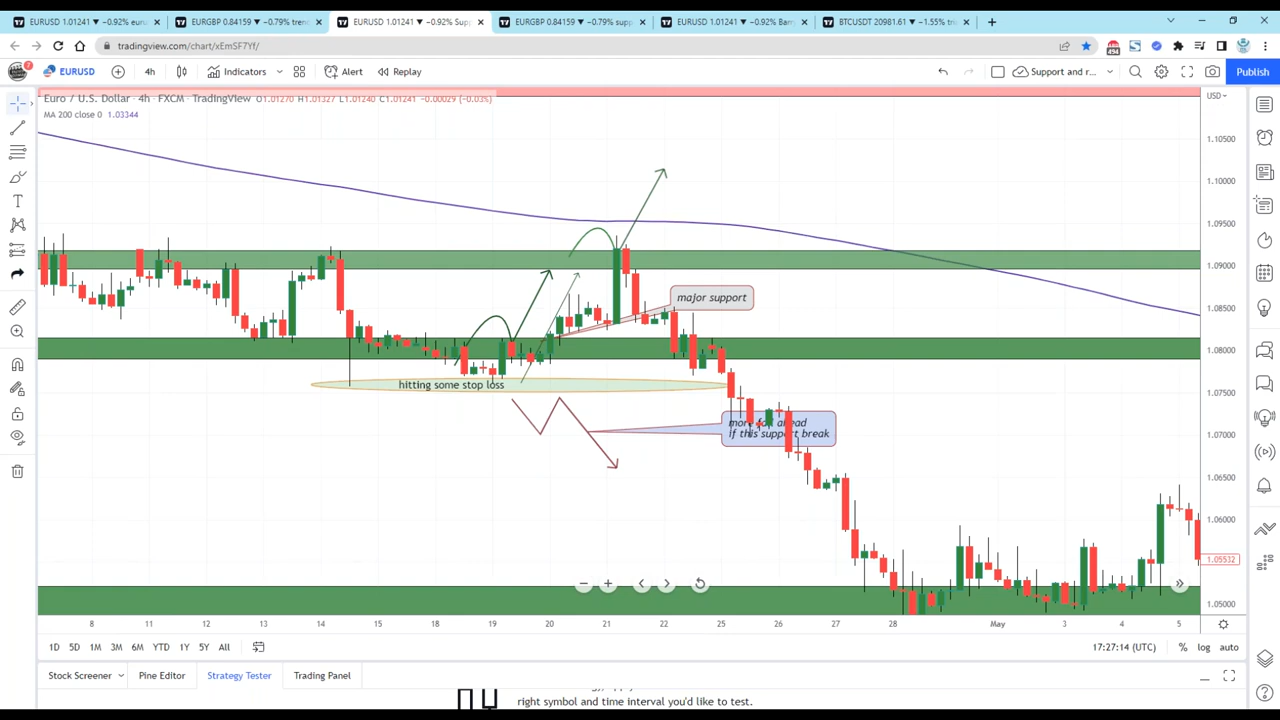 EURUSD 1.01241 ▼ −0.92% eur
EURGBP 0.84159 ▼ −0.79% tren
EURUSD 1.01241 ▼ −0.92% Sup
EURGBP 0.84159 ▼ −0.79% supp
EURUSD 1.01241 ▼ −0.92% Bar
BTCUSDT 20981.61 ▼ −1.55% tri
tradingview.com/chart/xEmSF7Yf/
494
7
EURUSD
4h
Indicators
Alert
Replay
Support and r...
Publish
Euro / U.S. Dollar · 4h · FXCM · TradingView O1.01270 H1.01327 L1.01240 C1.01241 −0.00029 (−0.03%)
USD
MA 200 close 0 1.03344
1.10500
1.10000
1.09500
1.09000
major support
1.08500
1.08000
hitting some stop loss
1.07500
more fall ahead
if this support break
1.07000
1.06500
1.06000
1.05532
1.05000
8 11 12 13 14 15 18 19 20 21 22 25 26 27 28 May 3 4 5
1D 5D 1M 3M 6M YTD 1Y 5Y All
17:27:14 (UTC) % log auto
Stock Screener Pine Editor Strategy Tester Trading Panel
right symbol and time interval you'd like to test.